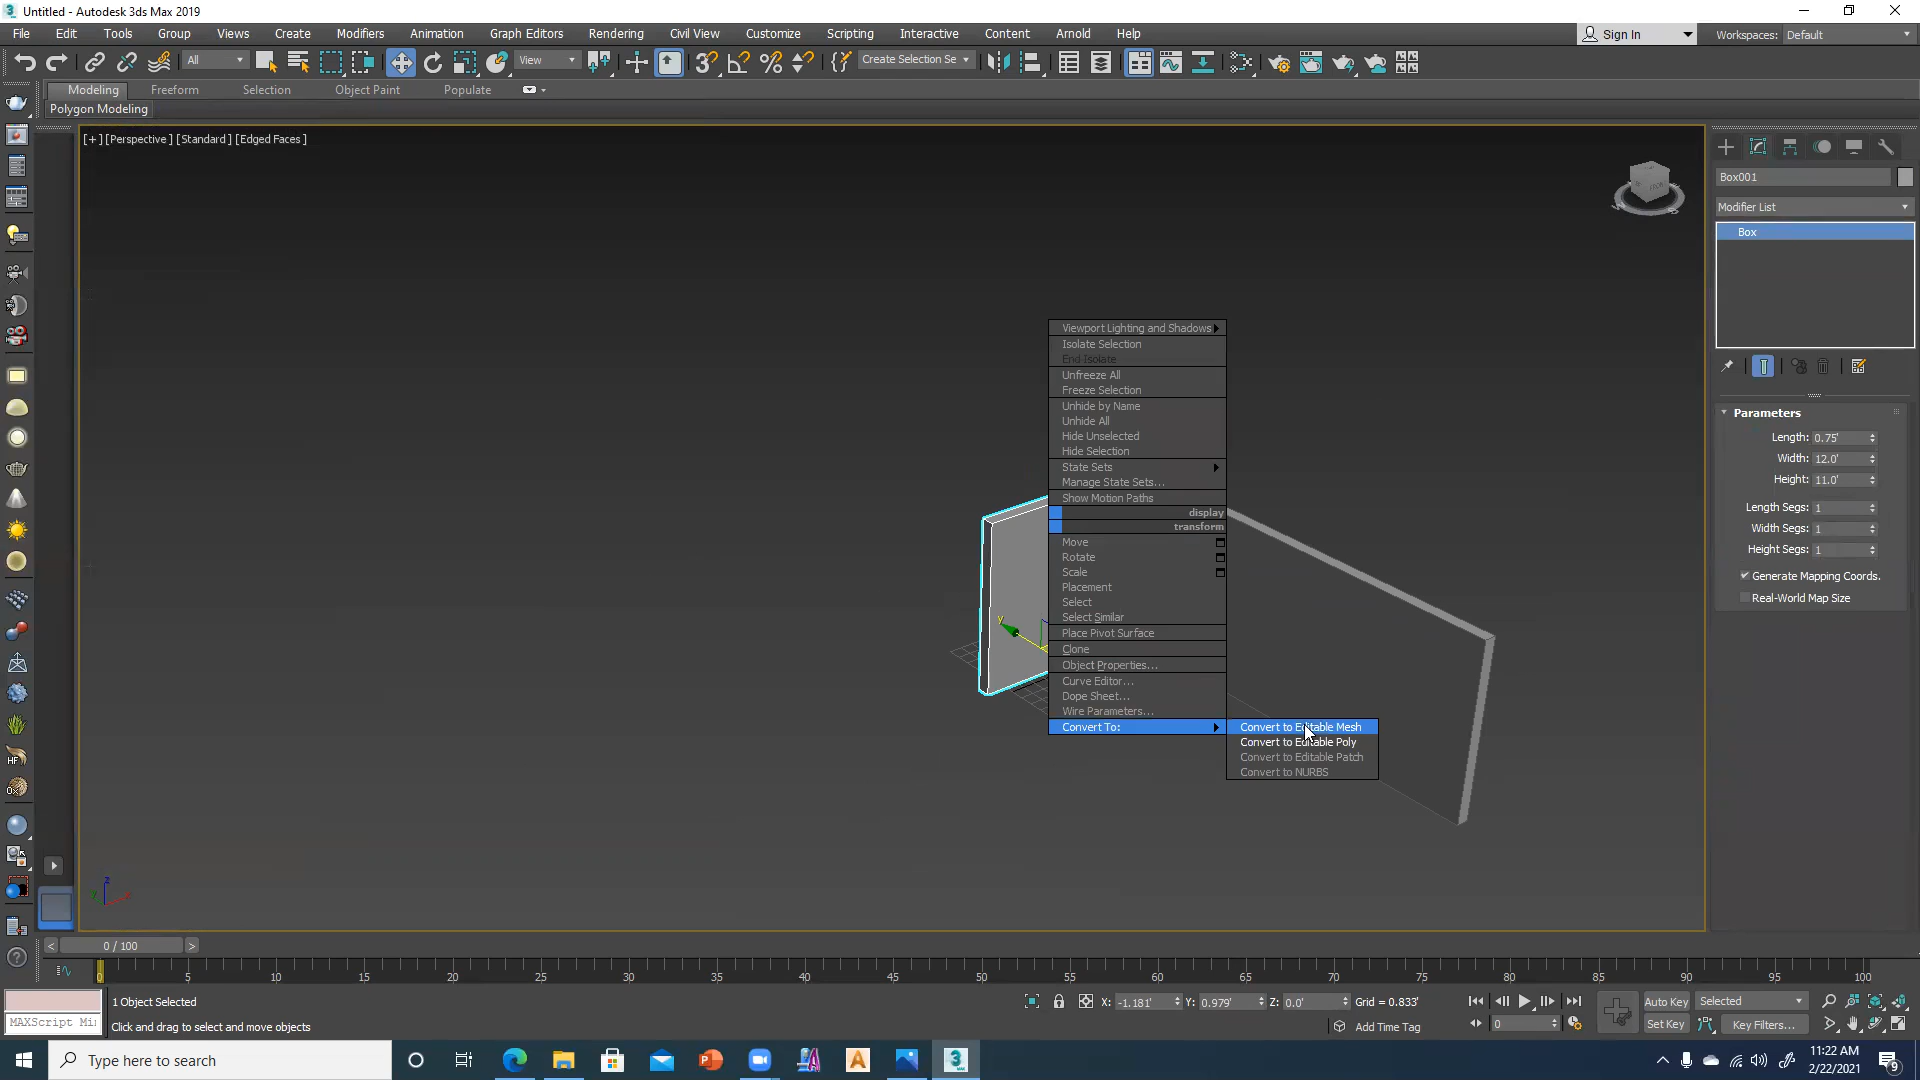 Untitled - Autodesk 3ds Max 2019
File Edit Tools Group Views Create Modifiers Animation Graph Editors Rendering Civil View Customize Scripting Interactive Content Arnold Help Sign In Workspaces: Default
All View Create Selection Se
Modeling Freeform Selection Object Paint Populate
Polygon Modeling
[+] [Perspective] [Standard] [Edged Faces]
Box001
Modifier List
Box
Viewport Lighting and Shadows
Isolate Selection
End Isolate
Unfreeze All
Freeze Selection
Unhide by Name
Unhide All
Hide Unselected
Hide Selection
State Sets
Manage State Sets...
Show Motion Paths
display
transform
Move
Rotate
Scale
Placement
Select
Select Similar
Place Pivot Surface
Clone
Object Properties...
Curve Editor...
Dope Sheet...
Wire Parameters...
Convert To:
Convert to Editable Mesh
Convert to Editable Poly
Convert to Editable Patch
Convert to NURBS
Parameters
Length: 0.75'
Width: 12.0'
Height: 11.0'
Length Segs: 1
Width Segs: 1
Height Segs: 1
Generate Mapping Coords.
Real-World Map Size
y
z
< 0 / 100 >
0 5 10 15 20 25 30 35 40 45 50 55 60 65 70 75 80 85 90 95 100
1 Object Selected X: -1.181' Y: 0.979' Z: 0.0' Grid = 0.833' Auto Key Selected
MAXScript Mi Click and drag to select and move objects Add Time Tag 0 Set Key Key Filters...
Type here to search
11:22 AM
2/22/2021
9